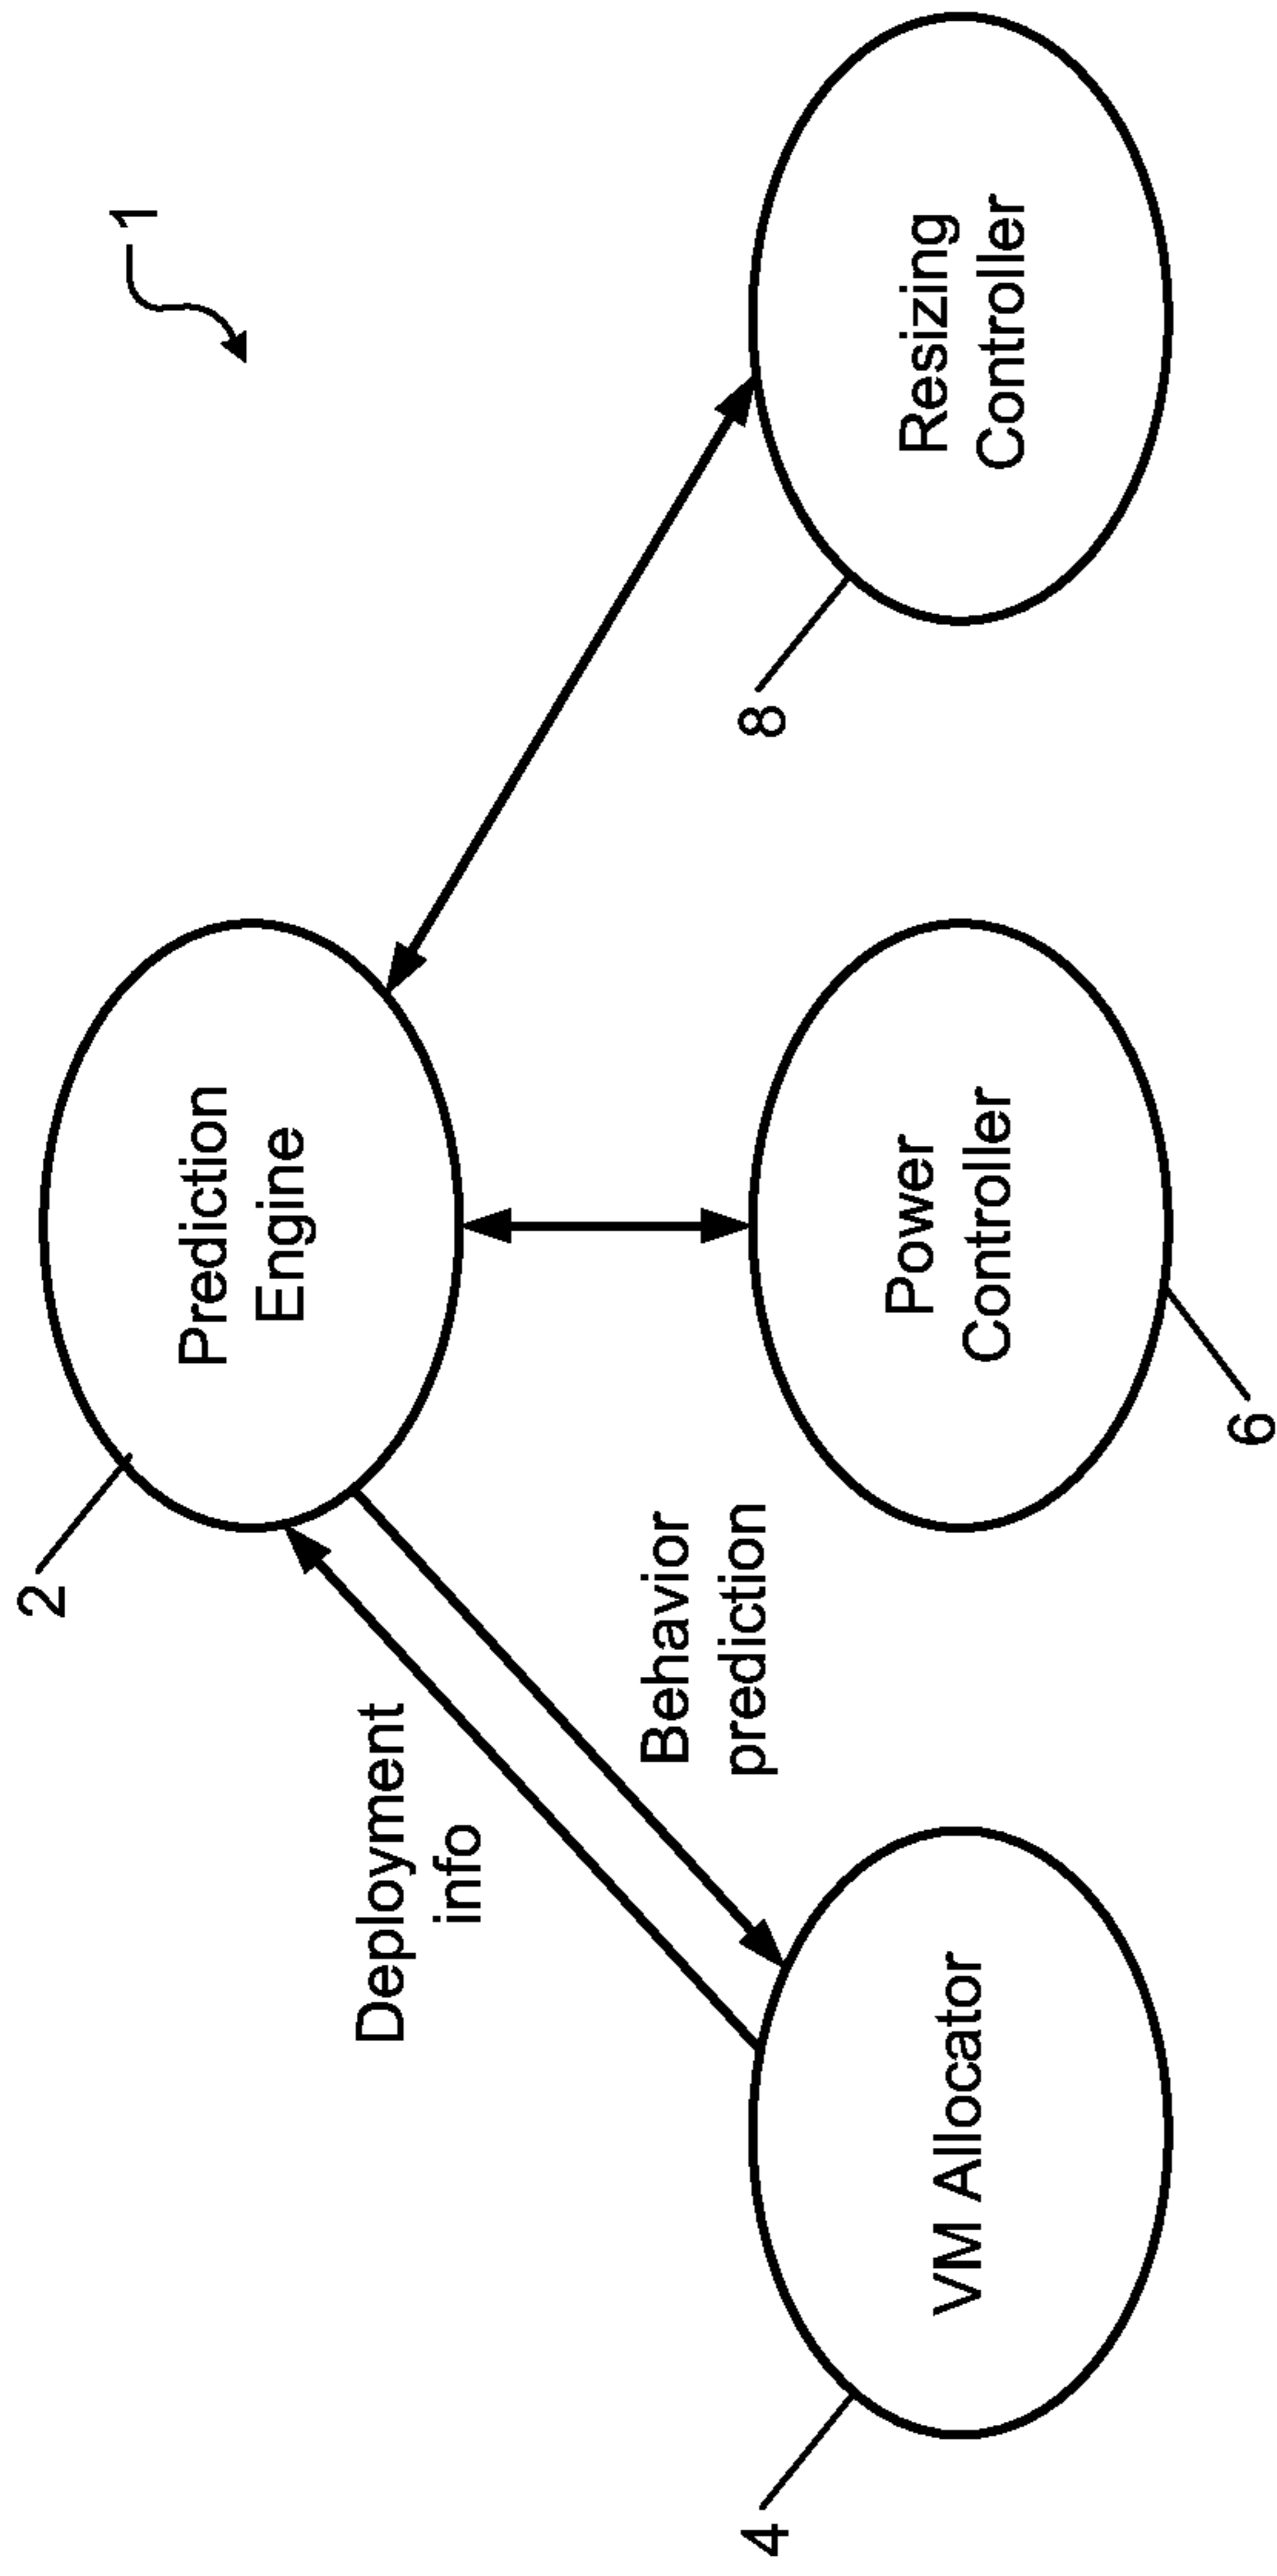 1
2
Prediction
Engine
Deployment
info
Behavior
prediction
VM Allocator
4
Power
Controller
6
Resizing
Controller
8